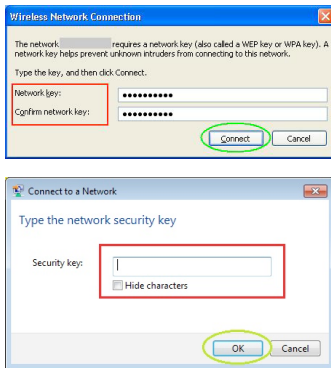 Wireless Network Connection
The network requires a network key (also called a WEP key or WPA key). A
network key helps prevent unknown intruders from connecting to this network.
Type the key, and then click Connect.
Network key:
Confirm network key:
Connect Cancel
Connect to a Network
Type the network security key
Security key:
Hide characters
OK Cancel